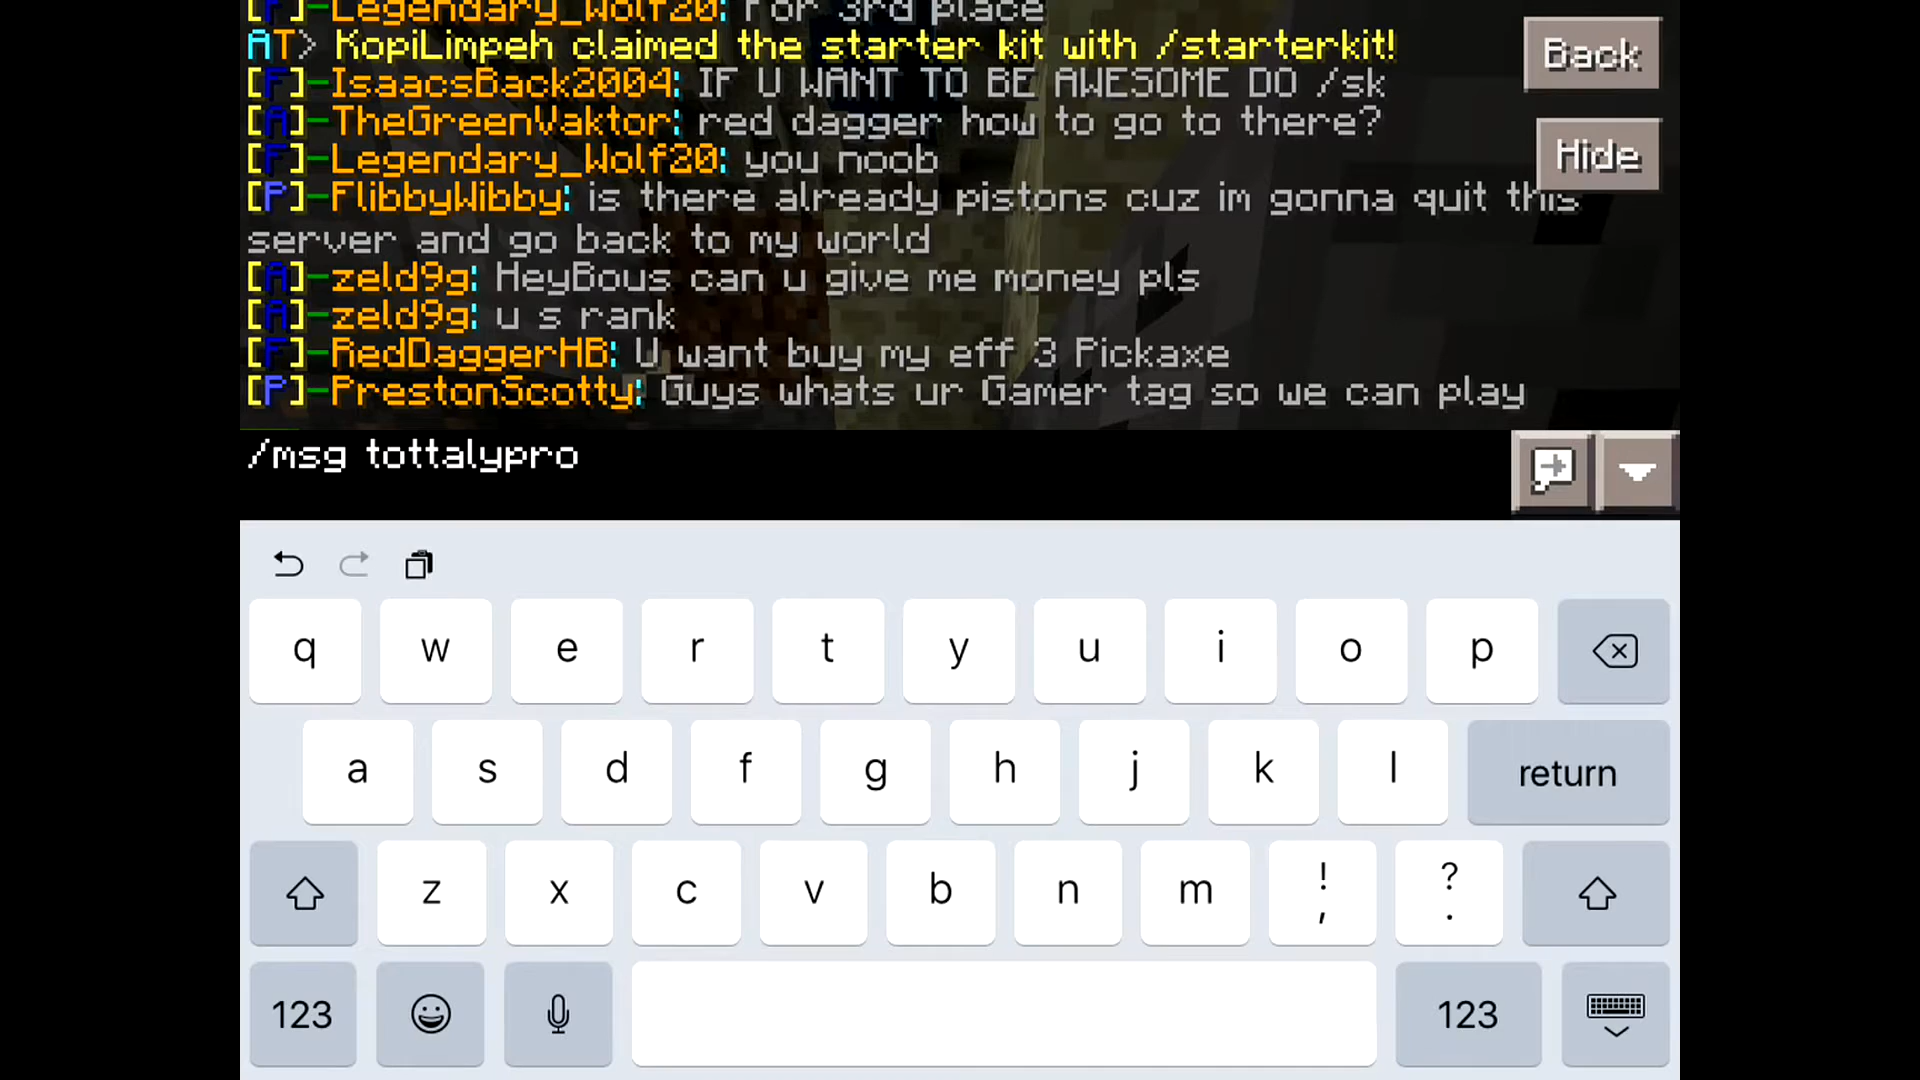 [F]-Legendary_Wolf20: For 3rd place
AT> KopiLimpeh claimed the starter kit with /starterkit!
[F]-IsaacsBack2004: IF U WANT TO BE AWESOME DO /sk
[A]-TheGreenVaktor: red dagger how to go to there?
[F]-Legendary_Wolf20: you noob
[P]-FlibbyWibby: is there already pistons cuz im gonna quit this
server and go back to my world
[A]-zeld9g: HeyBous can u give me money pls
[A]-zeld9g: u s rank
[F]-RedDaggerHB: U want buy my eff 3 Pickaxe
[P]-PrestonScotty: Guys whats ur Gamer tag so we can play
Back
Hide
/msg tottalypro
q w e r t y u i o p
a s d f g h j k l return
z x c v b n m ! , ? .
123 123